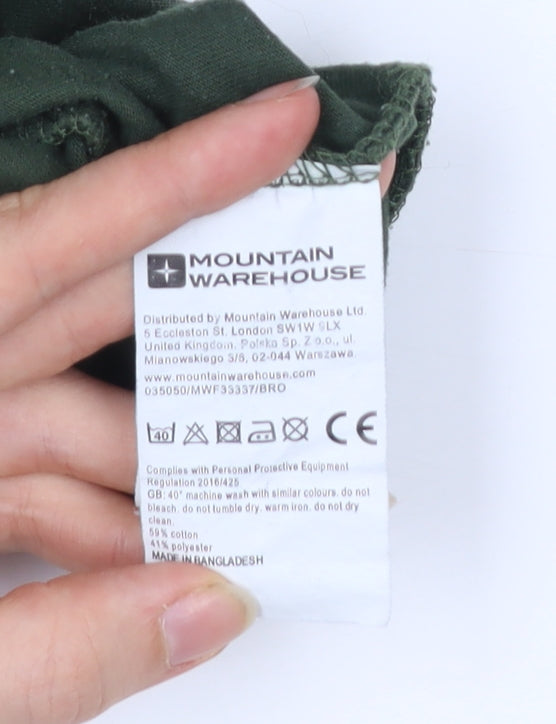 MOUNTAIN
WAREHOUSE
Distributed by Mountain Warehouse Ltd.
5 Eccleston St. London SW1W 9LX
United Kingdom. Polska Sp. Z o.o., ul.
Mianowskiego 3/8, 02-044 Warszawa
www.mountainwarehouse.com
035050/MWF33337/BRO
40
CE
Complies with Personal Protective Equipment
Regulation 2016/425
GB: 40° machine wash with similar colours. do not
bleach. do not tumble dry. warm iron. do not dry
clean.
59% cotton
41% polyester
MADE IN BANGLADESH